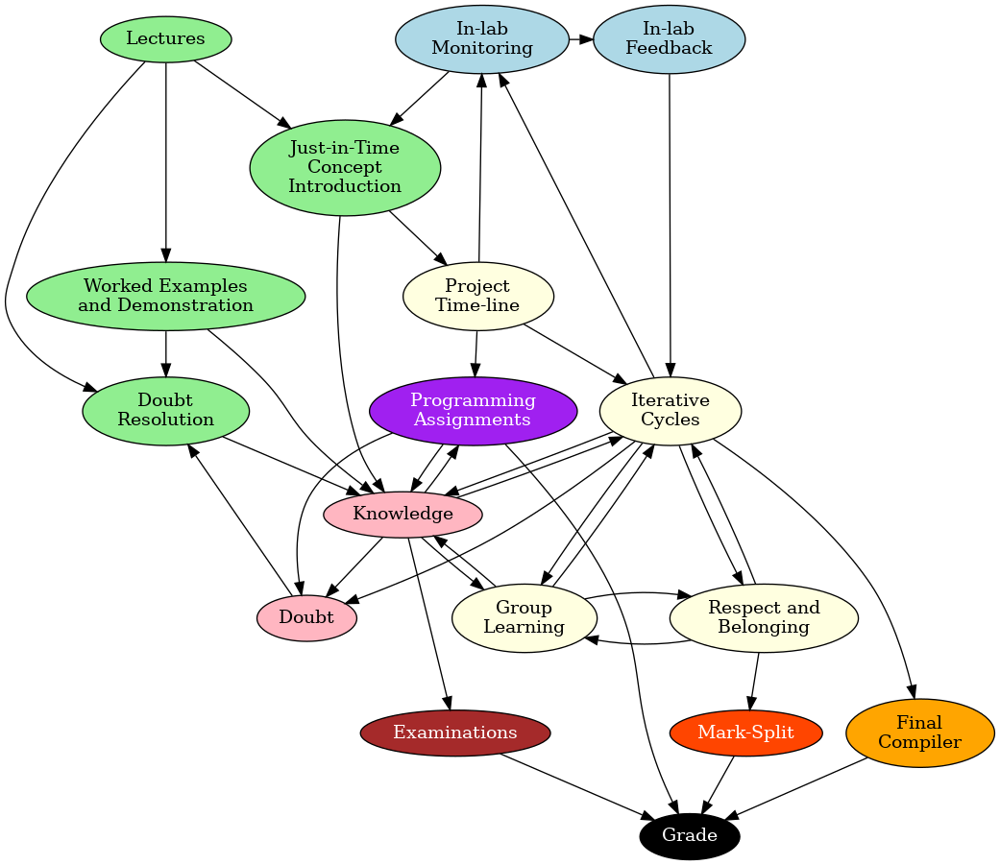 Lectures
In-lab
Monitoring
In-lab
Feedback
Just-in-Time
Concept
Introduction
Worked Examples
and Demonstration
Project
Time-line
Doubt
Resolution
Programming
Assignments
Iterative
Cycles
Knowledge
Doubt
Group
Learning
Respect and
Belonging
Examinations
Mark-Split
Final
Compiler
Grade